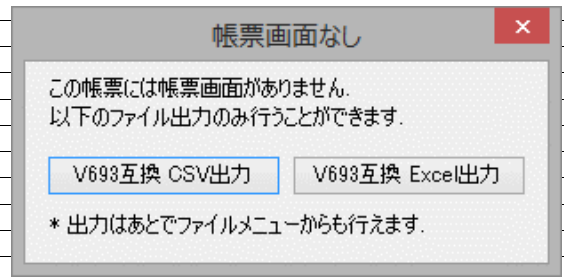 帳票画面なし
この帳票には帳票画面がありません.
以下のファイル出力のみ行うことができます.
V693互換 CSV出力
V693互換 Excel出力
* 出力はあとでファイルメニューからも行えます.